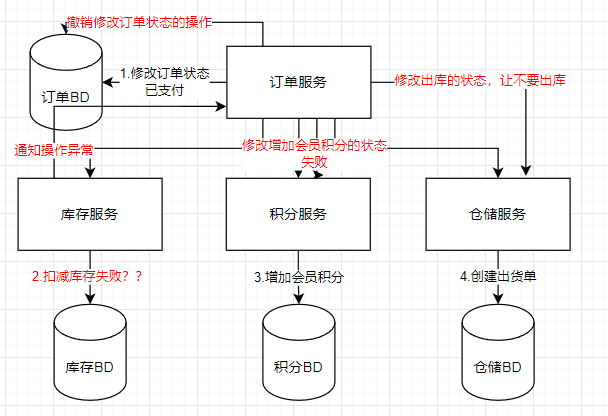 撤销修改订单状态的操作
订单BD
1.修改订单状态
已支付
订单服务
修改出库的状态，让不要出库
通知操作异常
修改增加会员积分的状态
失败
库存服务
积分服务
仓储服务
2.扣减库存失败？？
3.增加会员积分
4.创建出货单
库存BD
积分BD
仓储BD